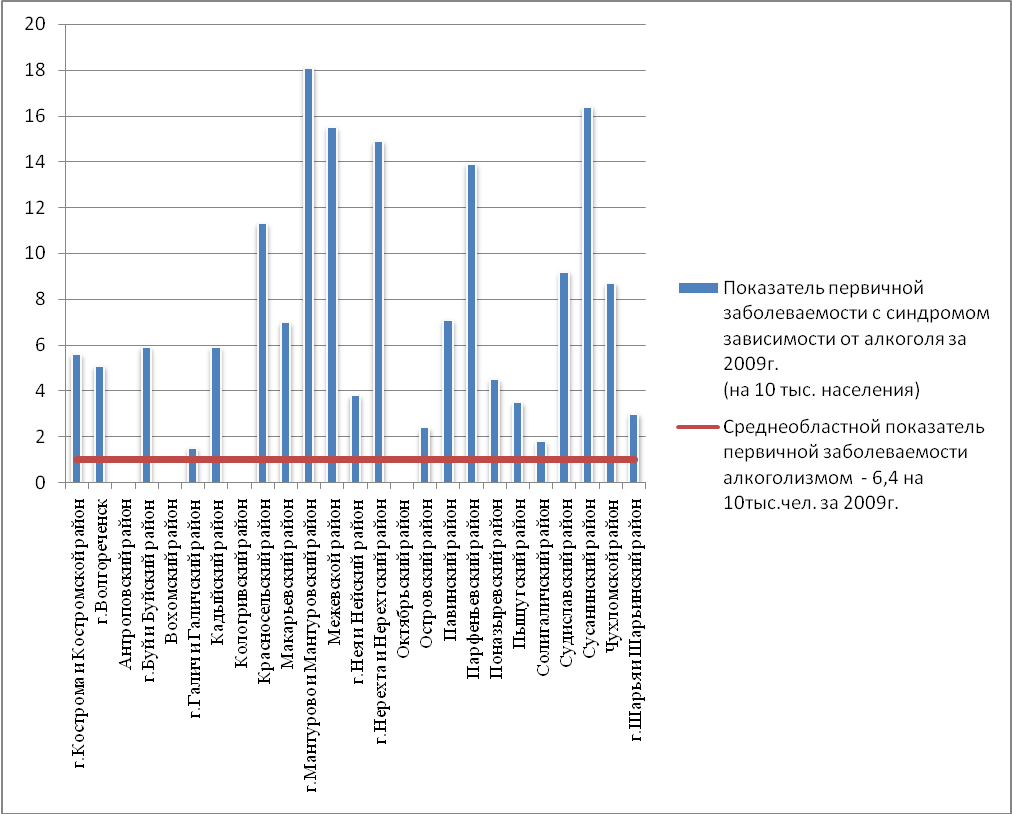 20
18
16
14
12
10
8
6
4
2
0
г.Кострома и Костромской район
г.Волгореченск
Антроповский район
г.Буй и Буйский район
Вохомский район
г.Галич и Галичский район
Кадыйский район
Кологривский район
Красносельский район
Макарьевский район
г.Мантурово и Мантуровский район
Межевской район
г.Нея и Нейский район
г.Нерехта и Нерехтский район
Октябрьский район
Островский район
Павинский район
Парфеньевский район
Поназыревский район
Пыщугский район
Солигаличский район
Судиславский район
Сусанинский район
Чухломской район
г.Шарья и Шарьинский район
Показатель первичной
заболеваемости с синдромом
зависимости от алкоголя за
2009г.
(на 10 тыс. населения)
Среднеобластной показатель
первичной заболеваемости
алкоголизмом - 6,4 на
10тыс.чел. за 2009г.